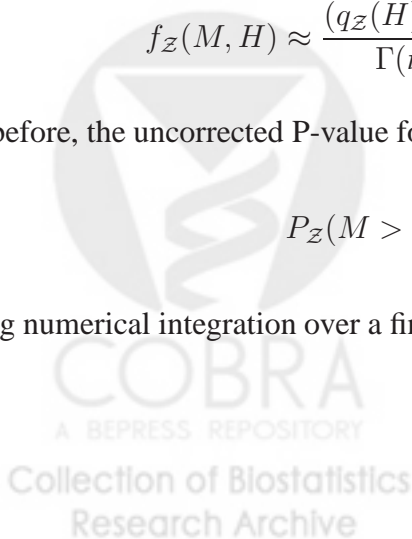 f_Z(M, H) ≈ (q_Z(H) / Γ(
before, the uncorrected P-value fo
P_Z(M >
g numerical integration over a fi
COBRA
A BEPRESS REPOSITORY
Collection of Biostatistics
Research Archive